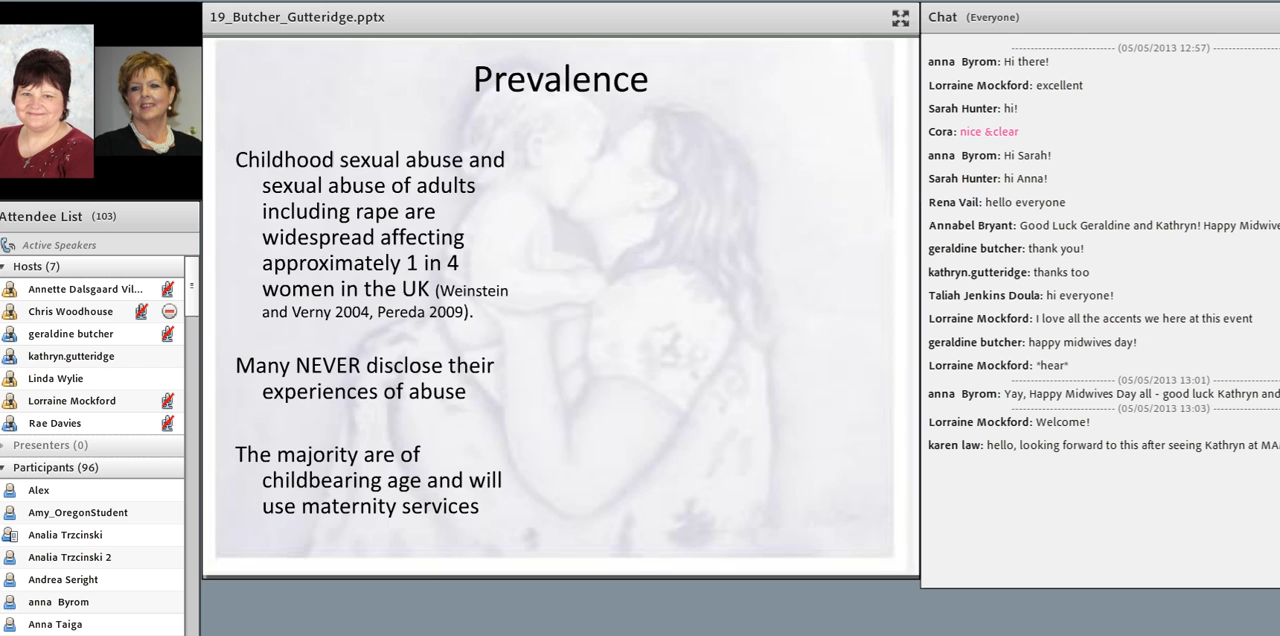 19_Butcher_Gutteridge.pptx
Prevalence
Childhood sexual abuse and
sexual abuse of adults
including rape are
widespread affecting
approximately 1 in 4
women in the UK (Weinstein
and Verny 2004, Pereda 2009).
Many NEVER disclose their
experiences of abuse
The majority are of
childbearing age and will
use maternity services
Attendee List (103)
Active Speakers
Hosts (7)
Annette Dalsgaard Vil...
Chris Woodhouse
geraldine butcher
kathryn.gutteridge
Linda Wylie
Lorraine Mockford
Rae Davies
Presenters (0)
Participants (96)
Alex
Amy_OregonStudent
Analia Trzcinski
Analia Trzcinski 2
Andrea Seright
anna Byrom
Anna Taiga
Chat (Everyone)
(05/05/2013 12:57)
anna Byrom: Hi there!
Lorraine Mockford: excellent
Sarah Hunter: hi!
Cora: nice &clear
anna Byrom: Hi Sarah!
Sarah Hunter: hi Anna!
Rena Vail: hello everyone
Annabel Bryant: Good Luck Geraldine and Kathryn! Happy Midwive
geraldine butcher: thank you!
kathryn.gutteridge: thanks too
Taliah Jenkins Doula: hi everyone!
Lorraine Mockford: I love all the accents we here at this event
geraldine butcher: happy midwives day!
Lorraine Mockford: *hear*
(05/05/2013 13:01)
anna Byrom: Yay, Happy Midwives Day all - good luck Kathryn and
(05/05/2013 13:03)
Lorraine Mockford: Welcome!
karen law: hello, looking forward to this after seeing Kathryn at MA